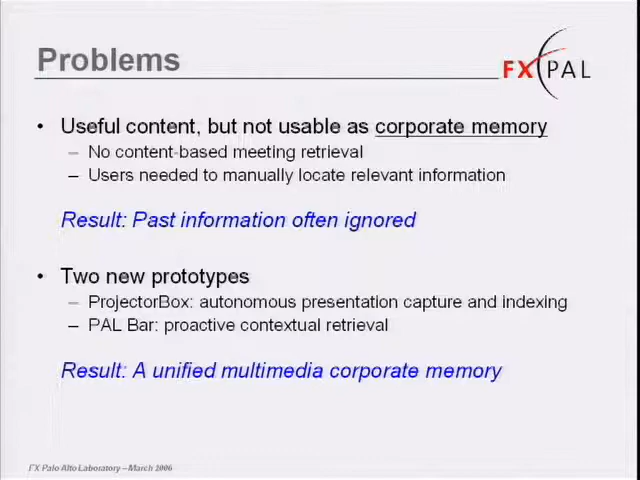 Problems
FX PAL
• Useful content, but not usable as corporate memory
– No content-based meeting retrieval
– Users needed to manually locate relevant information
Result: Past information often ignored
• Two new prototypes
– ProjectorBox: autonomous presentation capture and indexing
– PAL Bar: proactive contextual retrieval
Result: A unified multimedia corporate memory
FX Palo Alto Laboratory – March 2006